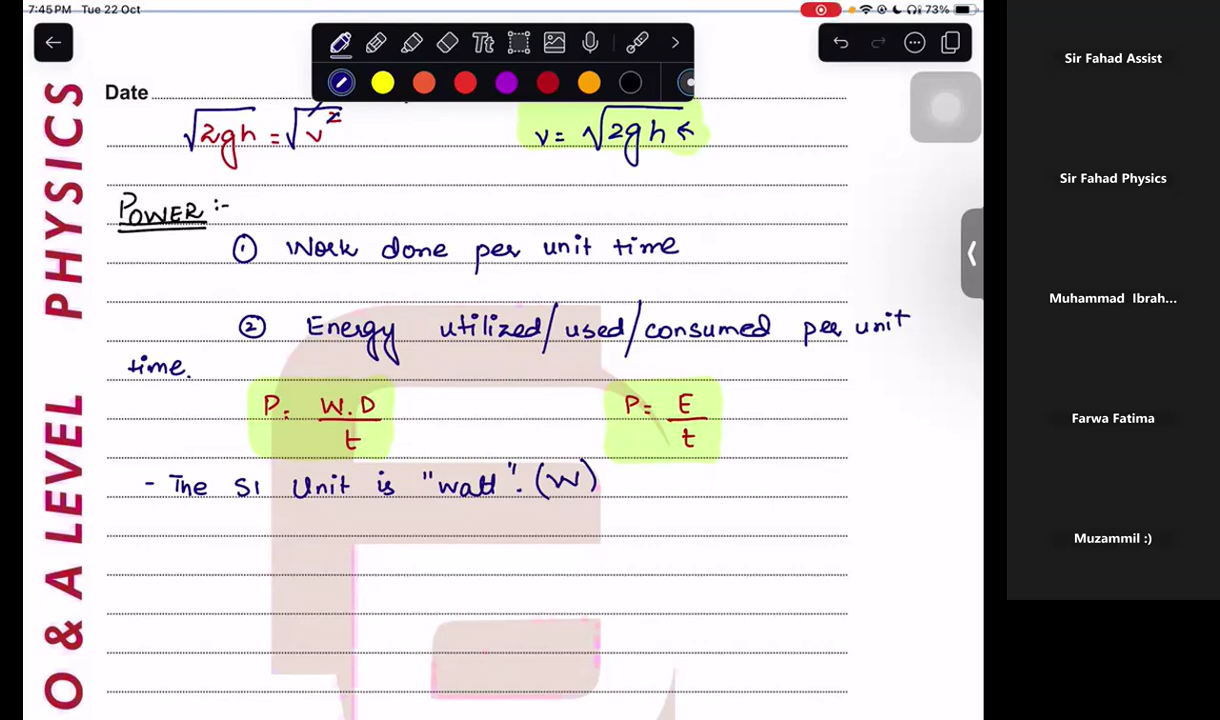 7:45 PM Tue 22 Oct
73%
Tt
Date
√2gh = √v²
v= √2gh
POWER :-
① Work done per unit time
② Energy utilized/used/consumed per unit
time.
P= W.D/t
P= E/t
- The SI Unit is "watt". (W)
O & A LEVEL PHYSICS
Sir Fahad Assist
Sir Fahad Physics
Muhammad Ibrah...
Farwa Fatima
Muzammil :)